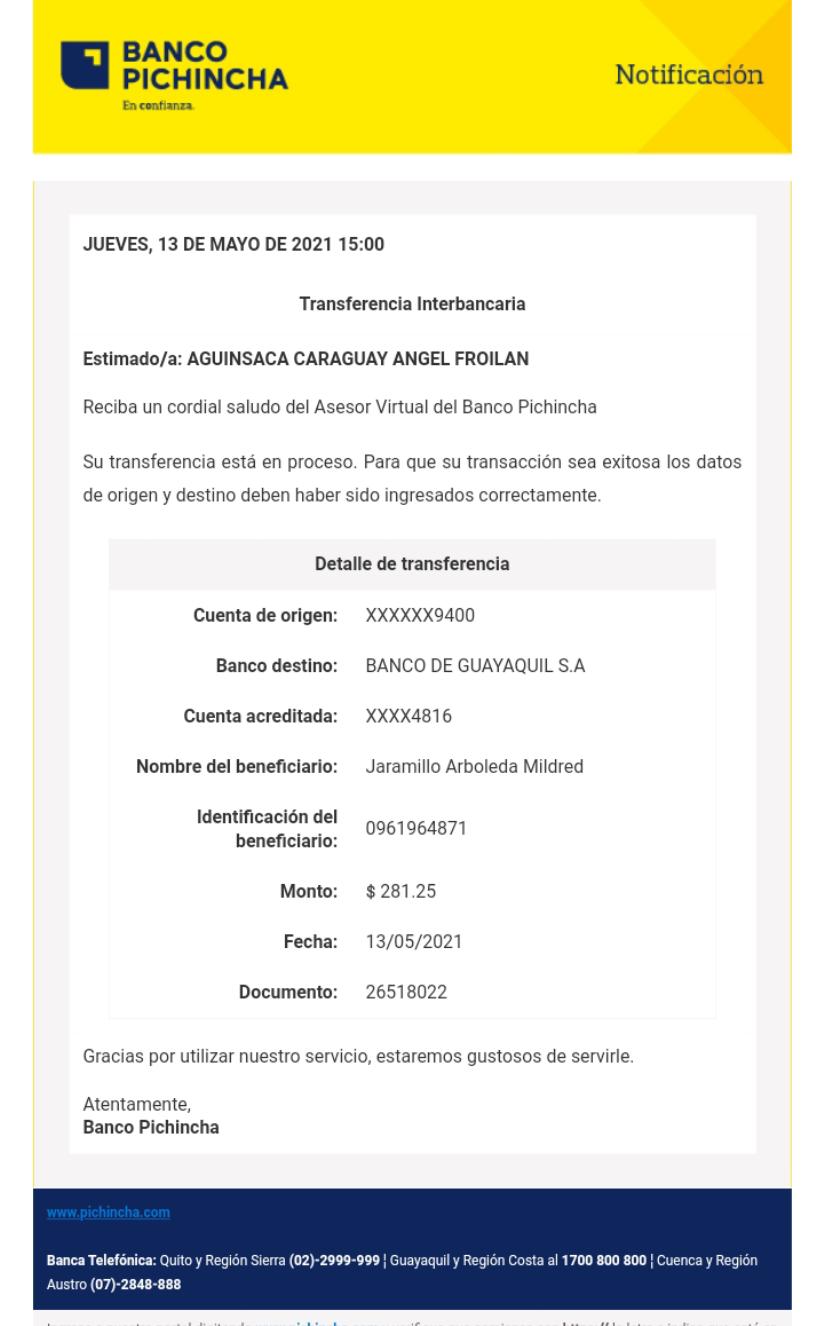 BANCO
PICHINCHA
En confianza.
Notificación
JUEVES, 13 DE MAYO DE 2021 15:00
Transferencia Interbancaria
Estimado/a: AGUINSACA CARAGUAY ANGEL FROILAN
Reciba un cordial saludo del Asesor Virtual del Banco Pichincha
Su transferencia está en proceso. Para que su transacción sea exitosa los datos
de origen y destino deben haber sido ingresados correctamente.
Detalle de transferencia
Cuenta de origen: XXXXXX9400
Banco destino: BANCO DE GUAYAQUIL S.A
Cuenta acreditada: XXXX4816
Nombre del beneficiario: Jaramillo Arboleda Mildred
Identificación del
beneficiario: 0961964871
Monto: $ 281.25
Fecha: 13/05/2021
Documento: 26518022
Gracias por utilizar nuestro servicio, estaremos gustosos de servirle.
Atentamente,
Banco Pichincha
www.pichincha.com
Banca Telefónica: Quito y Región Sierra (02)-2999-999 ¦ Guayaquil y Región Costa al 1700 800 800 ¦ Cuenca y Región
Austro (07)-2848-888